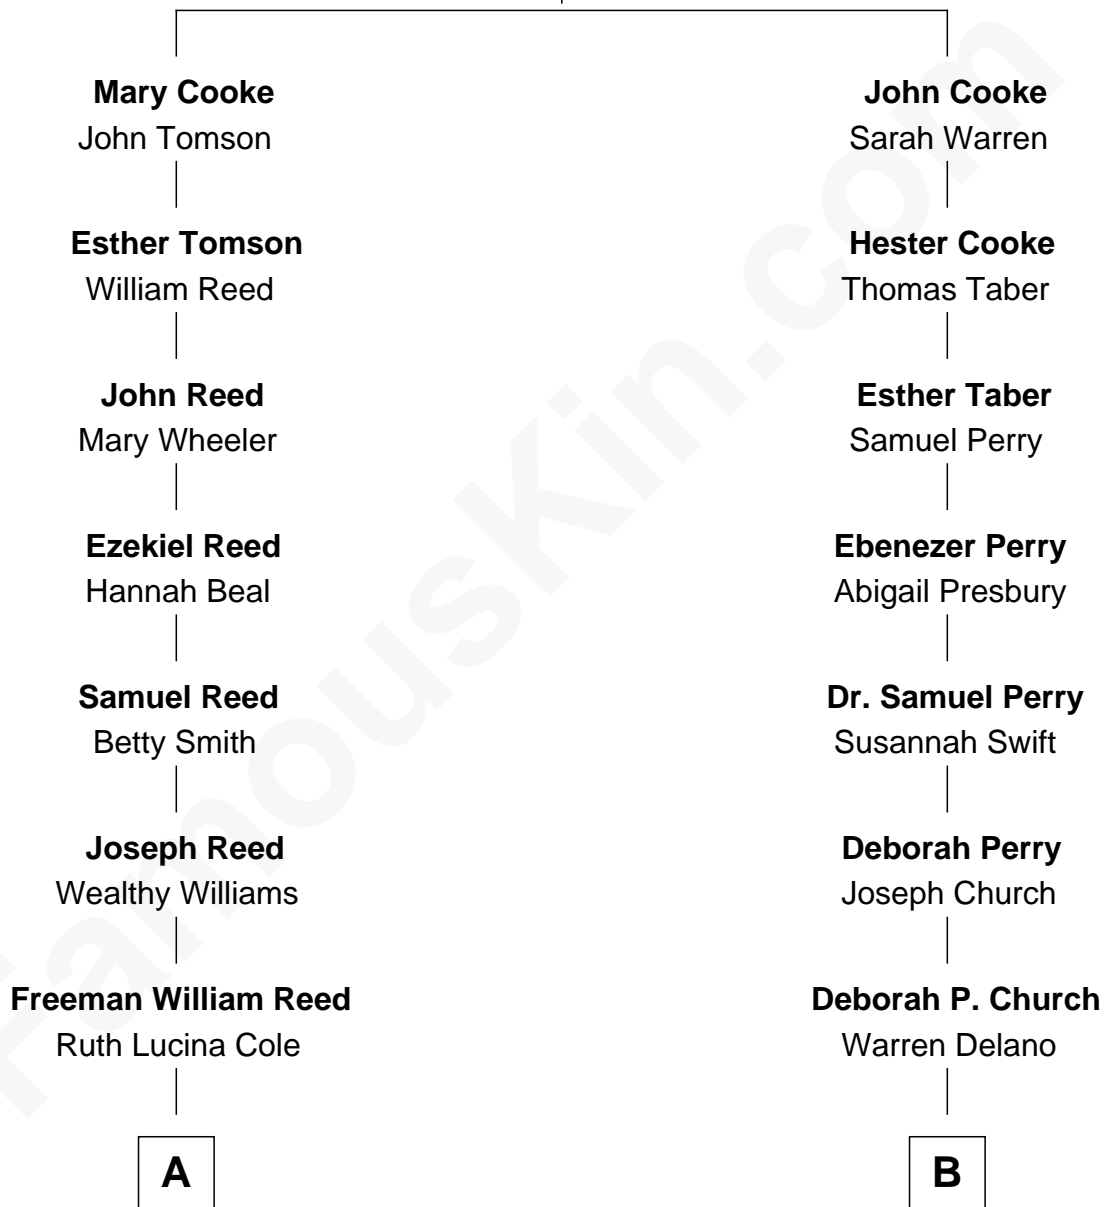 Mary Cooke
John Tomson
Esther Tomson
William Reed
John Reed
Mary Wheeler
Ezekiel Reed
Hannah Beal
Samuel Reed
Betty Smith
Joseph Reed
Wealthy Williams
Freeman William Reed
Ruth Lucina Cole
A
John Cooke
Sarah Warren
Hester Cooke
Thomas Taber
Esther Taber
Samuel Perry
Ebenezer Perry
Abigail Presbury
Dr. Samuel Perry
Susannah Swift
Deborah Perry
Joseph Church
Deborah P. Church
Warren Delano
B
FamousKin.com